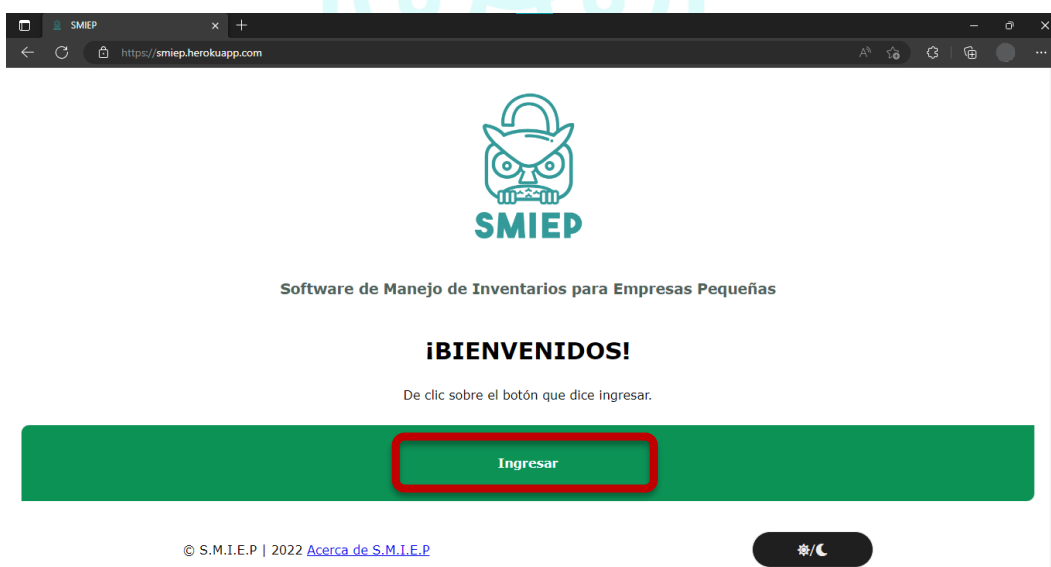 SMIEP
https://smiep.herokuapp.com
SMIEP
Software de Manejo de Inventarios para Empresas Pequeñas
¡BIENVENIDOS!
De clic sobre el botón que dice ingresar.
Ingresar
© S.M.I.E.P | 2022 Acerca de S.M.I.E.P